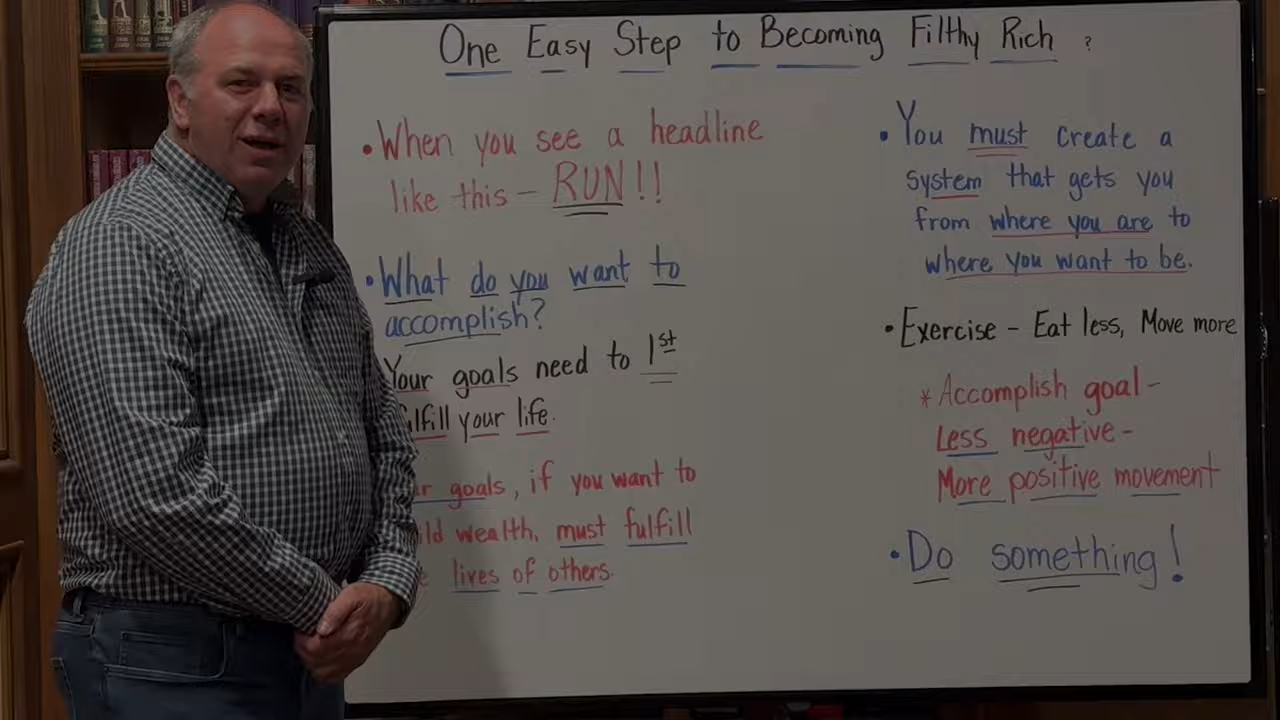 One Easy Step to Becoming Filthy Rich ?
• When you see a headline
like this - RUN!!
• What do you want to
accomplish?
Your goals need to 1st
your life.
goals, if you want to
wealth, must fulfill
lives of others.
• You must create a
system that gets you
from where you are to
where you want to be.
• Exercise - Eat less, Move more
* Accomplish goal -
Less negative -
More positive movement
• Do something!